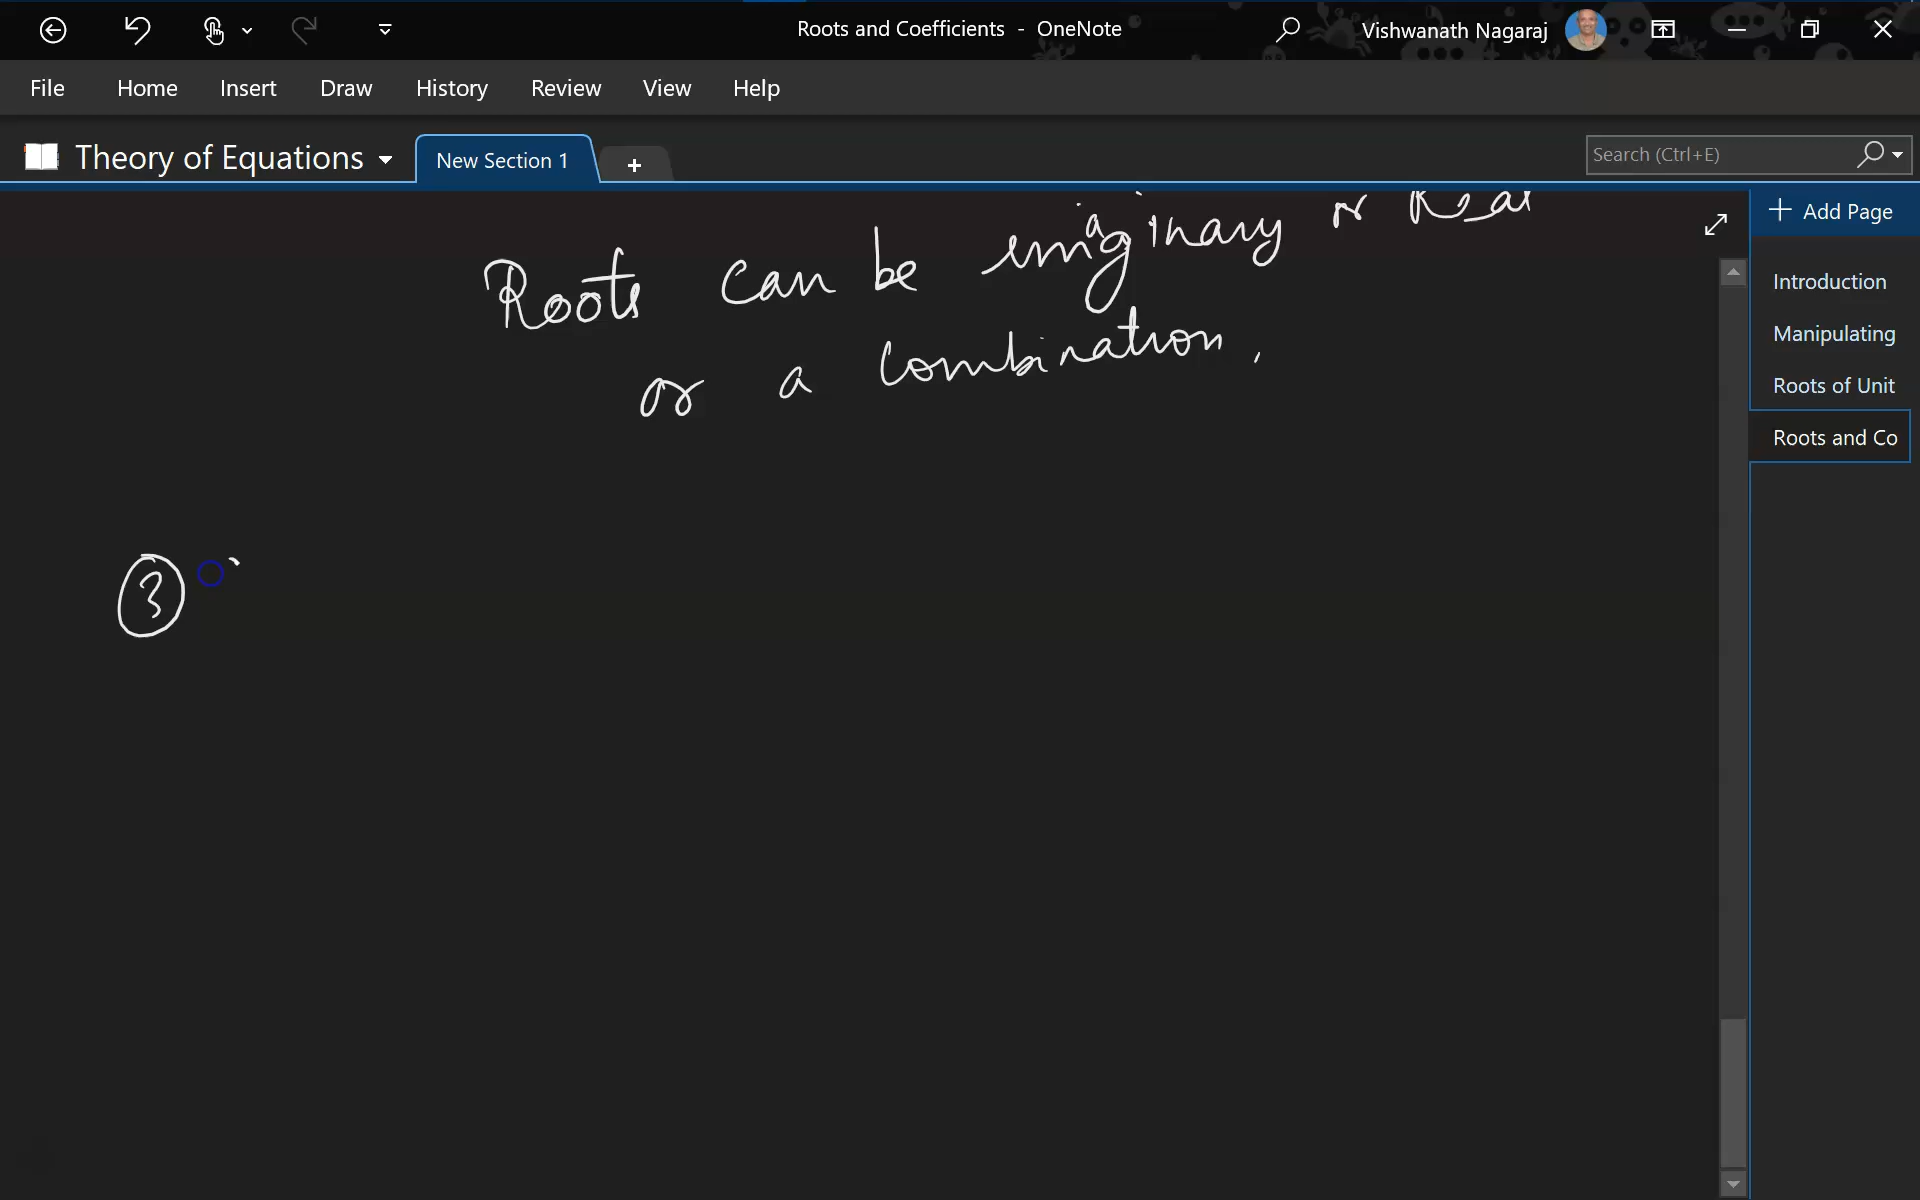 Roots and Coefficients - OneNote
Vishwanath Nagaraj
File Home Insert Draw History Review View Help
Theory of Equations
New Section 1
+
Search (Ctrl+E)
Add Page
Introduction
Manipulating
Roots of Unit
Roots and Co
Roots can be imaginary or Real
or a combination.
3